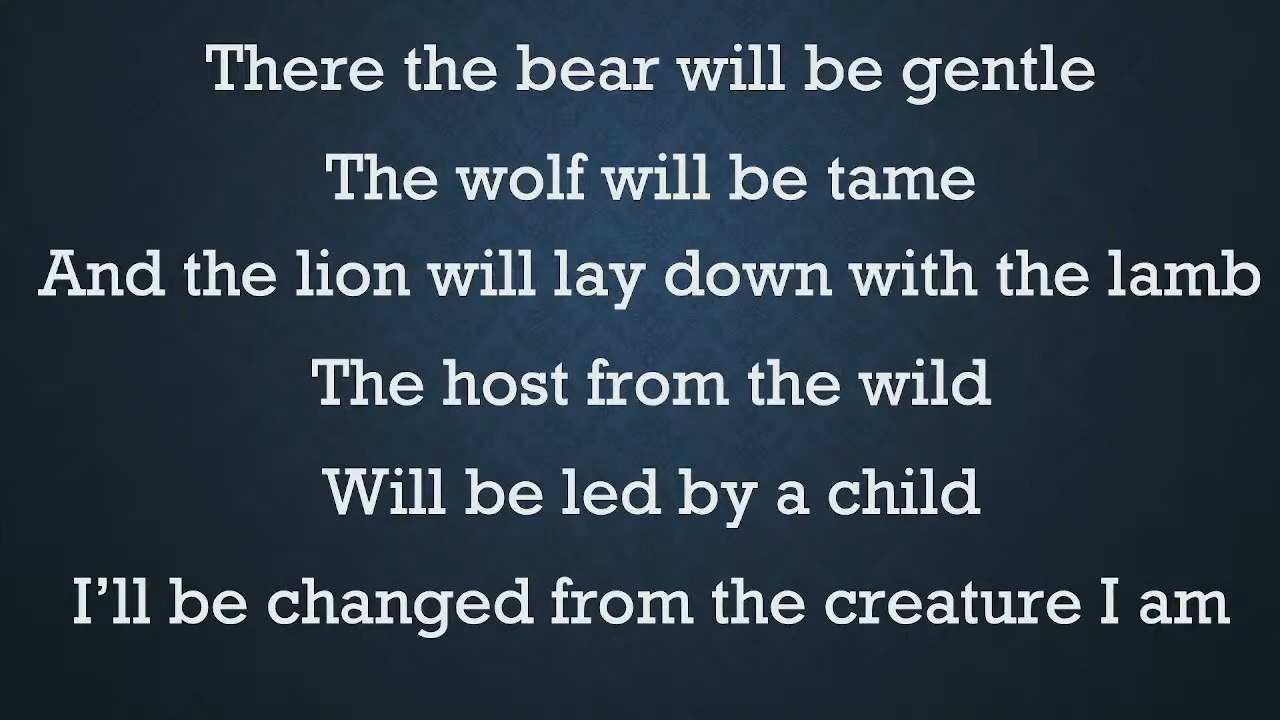 There the bear will be gentle
The wolf will be tame
And the lion will lay down with the lamb
The host from the wild
Will be led by a child
I’ll be changed from the creature I am